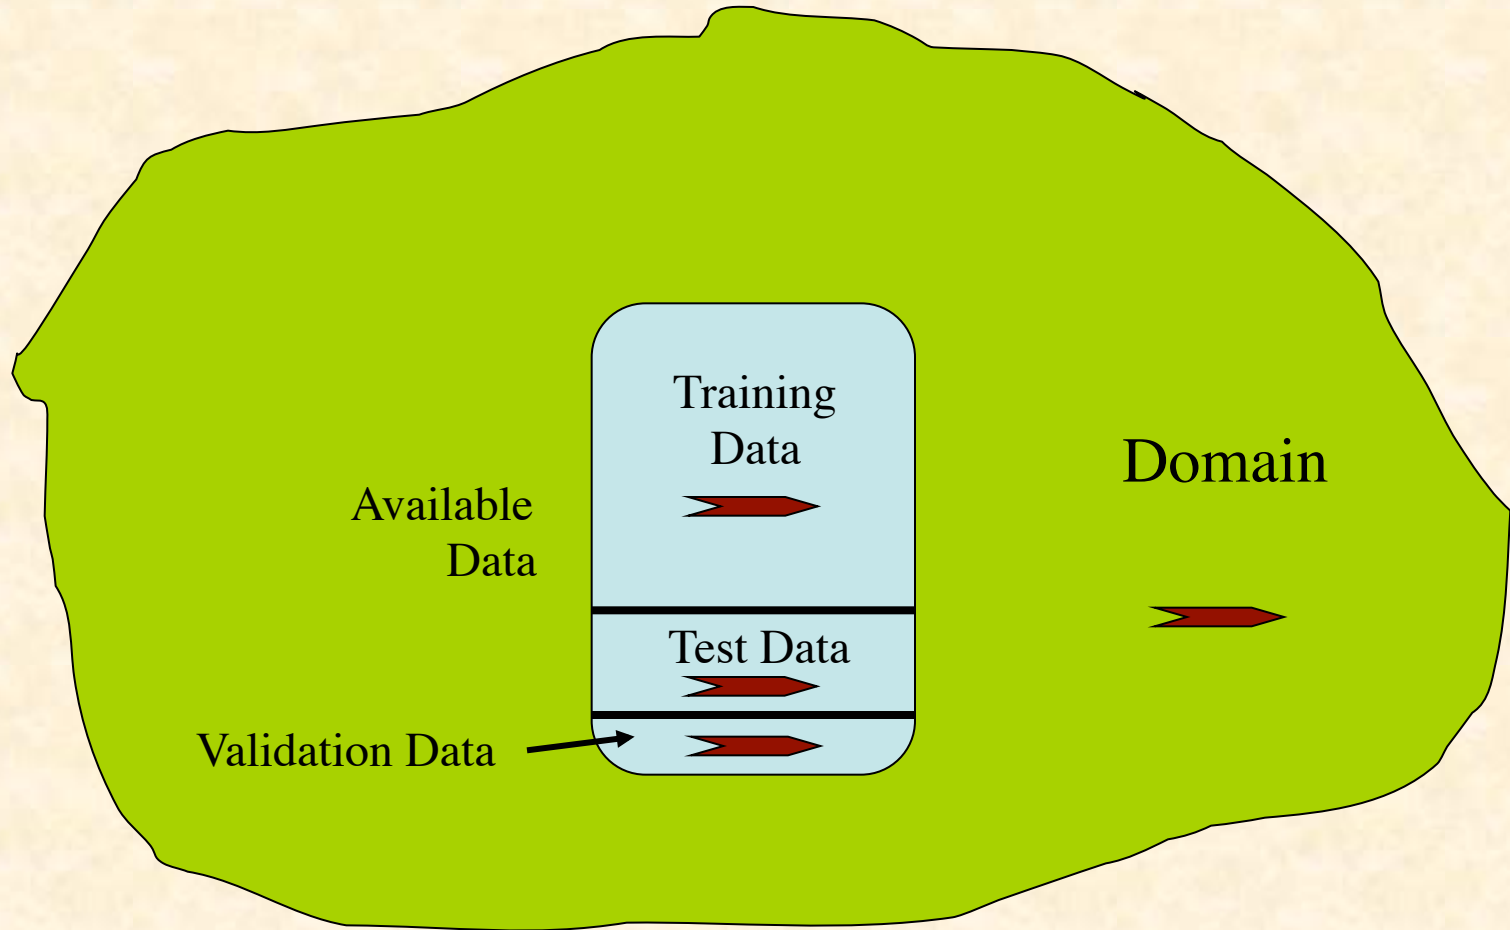 Training
Data
Domain
Available
Data
Test Data
Validation Data